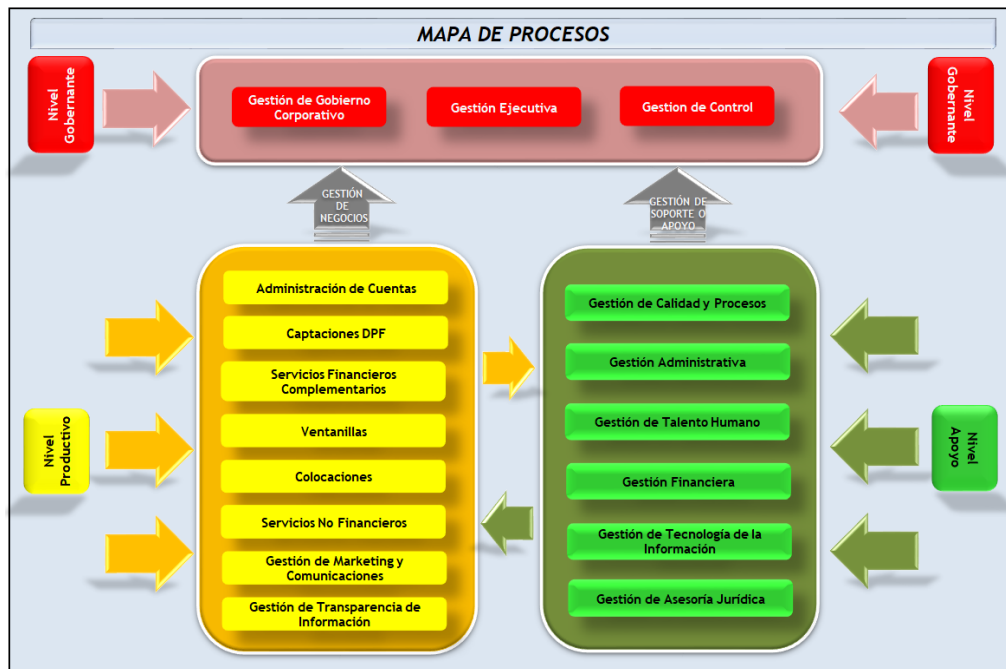 MAPA DE PROCESOS
Nivel
Gobernante
Gestión de Gobierno
Corporativo
Gestión Ejecutiva
Gestion de Control
Nivel
Gobernante
GESTIÓN
DE
NEGOCIOS
GESTIÓN DE
SOPORTE O
APOYO
Nivel
Productivo
Administración de Cuentas
Captaciones DPF
Servicios Financieros
Complementarios
Ventanillas
Colocaciones
Servicios No Financieros
Gestión de Marketing y
Comunicaciones
Gestión de Transparencia de
Información
Gestión de Calidad y Procesos
Gestión Administrativa
Gestión de Talento Humano
Gestión Financiera
Gestión de Tecnología de la
Información
Gestión de Asesoría Jurídica
Nivel
Apoyo